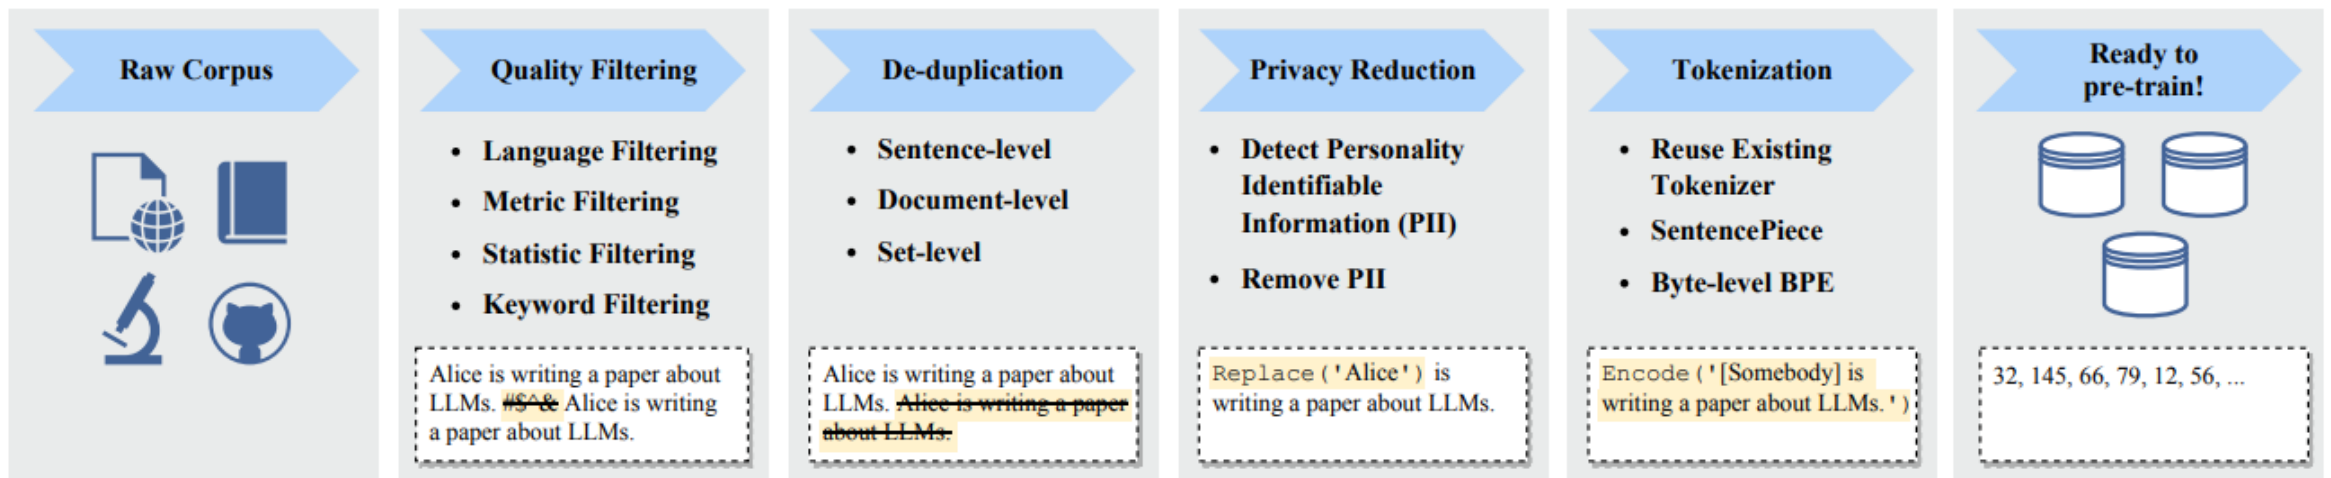 Raw Corpus
Quality Filtering
• Language Filtering
• Metric Filtering
• Statistic Filtering
• Keyword Filtering
Alice is writing a paper about
LLMs. #$^& Alice is writing
a paper about LLMs.
De-duplication
• Sentence-level
• Document-level
• Set-level
Alice is writing a paper about
LLMs. Alice is writing a paper
about LLMs.
Privacy Reduction
• Detect Personality
Identifiable
Information (PII)
• Remove PII
Replace('Alice') is
writing a paper about LLMs.
Tokenization
• Reuse Existing
Tokenizer
• SentencePiece
• Byte-level BPE
Encode('[Somebody] is
writing a paper about LLMs.')
Ready to
pre-train!
32, 145, 66, 79, 12, 56, ...